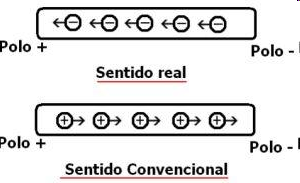 Polo +
Polo -
Sentido real
Polo +
Polo -
Sentido Convencional